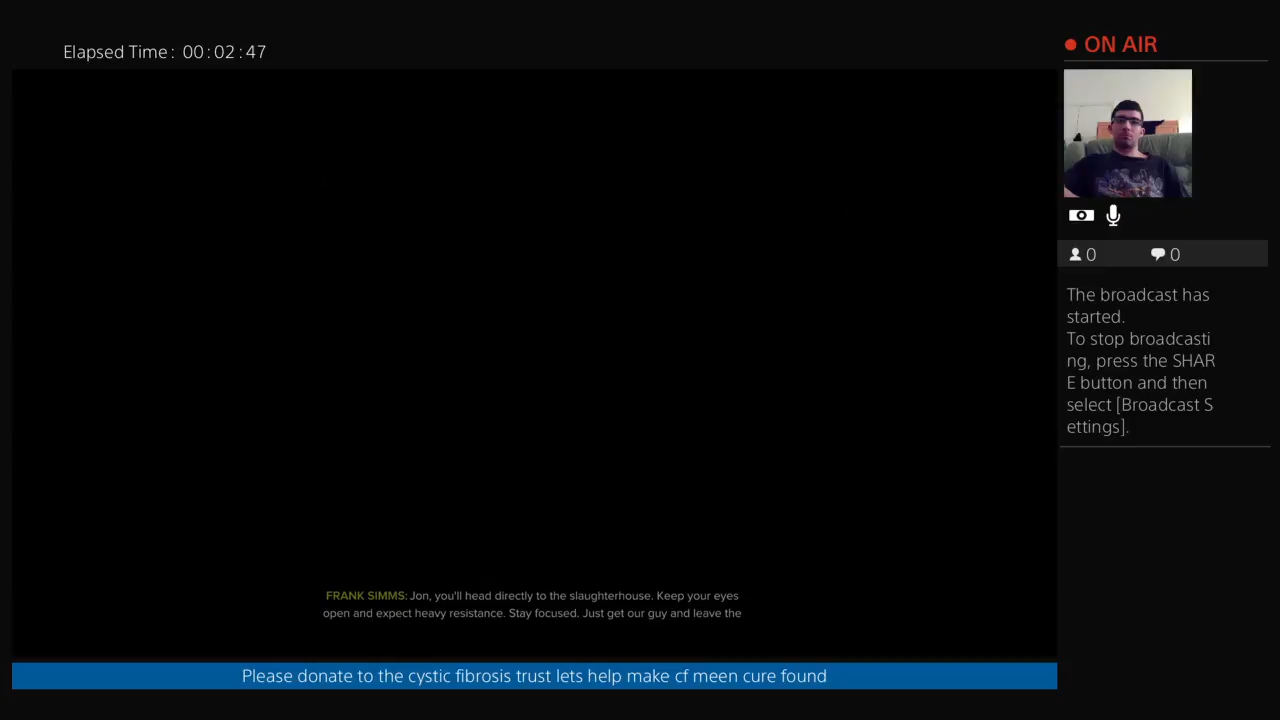 Elapsed Time: 00:02:47
ON AIR
0 0
The broadcast has
started.
To stop broadcasti
ng, press the SHAR
E button and then
select [Broadcast S
ettings].
FRANK SIMMS: Jon, you'll head directly to the slaughterhouse. Keep your eyes
open and expect heavy resistance. Stay focused. Just get our guy and leave the
Please donate to the cystic fibrosis trust lets help make cf meen cure found